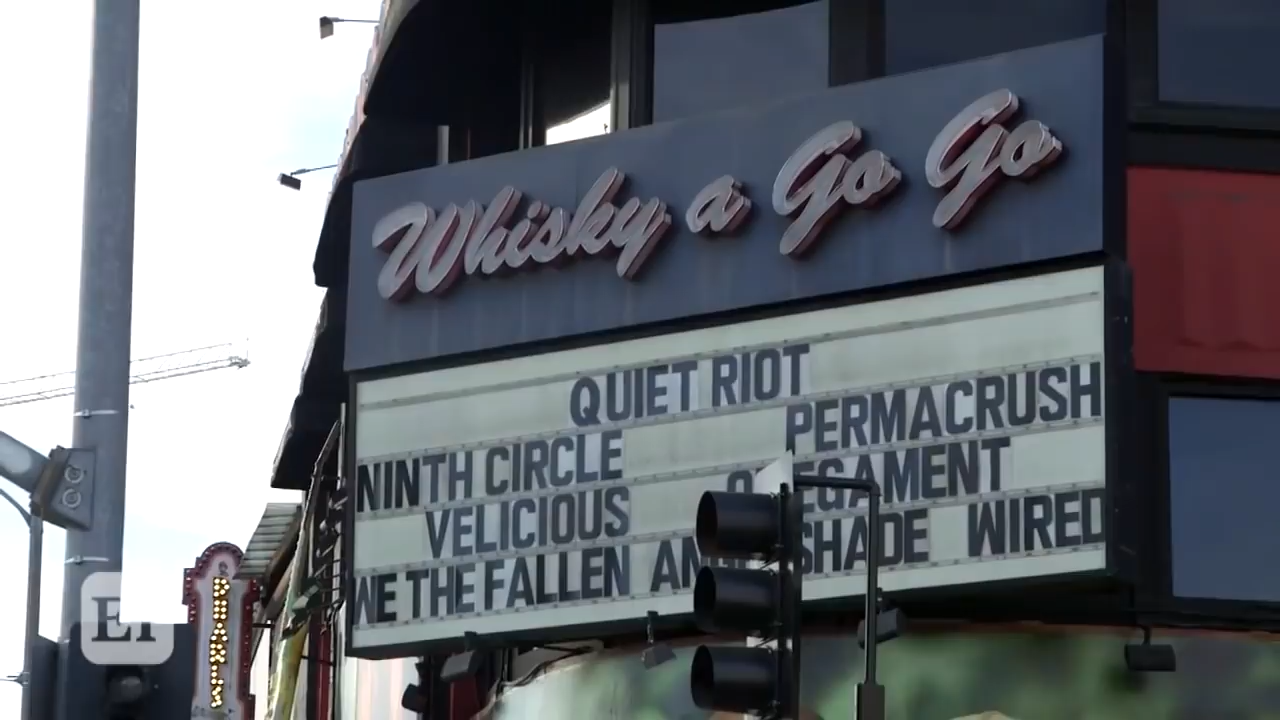 Whisky a Go Go
QUIET RIOT
NINTH CIRCLE PERMACRUSH
VELICIOUS
WE THE FALLEN SHADE WIRED
ET